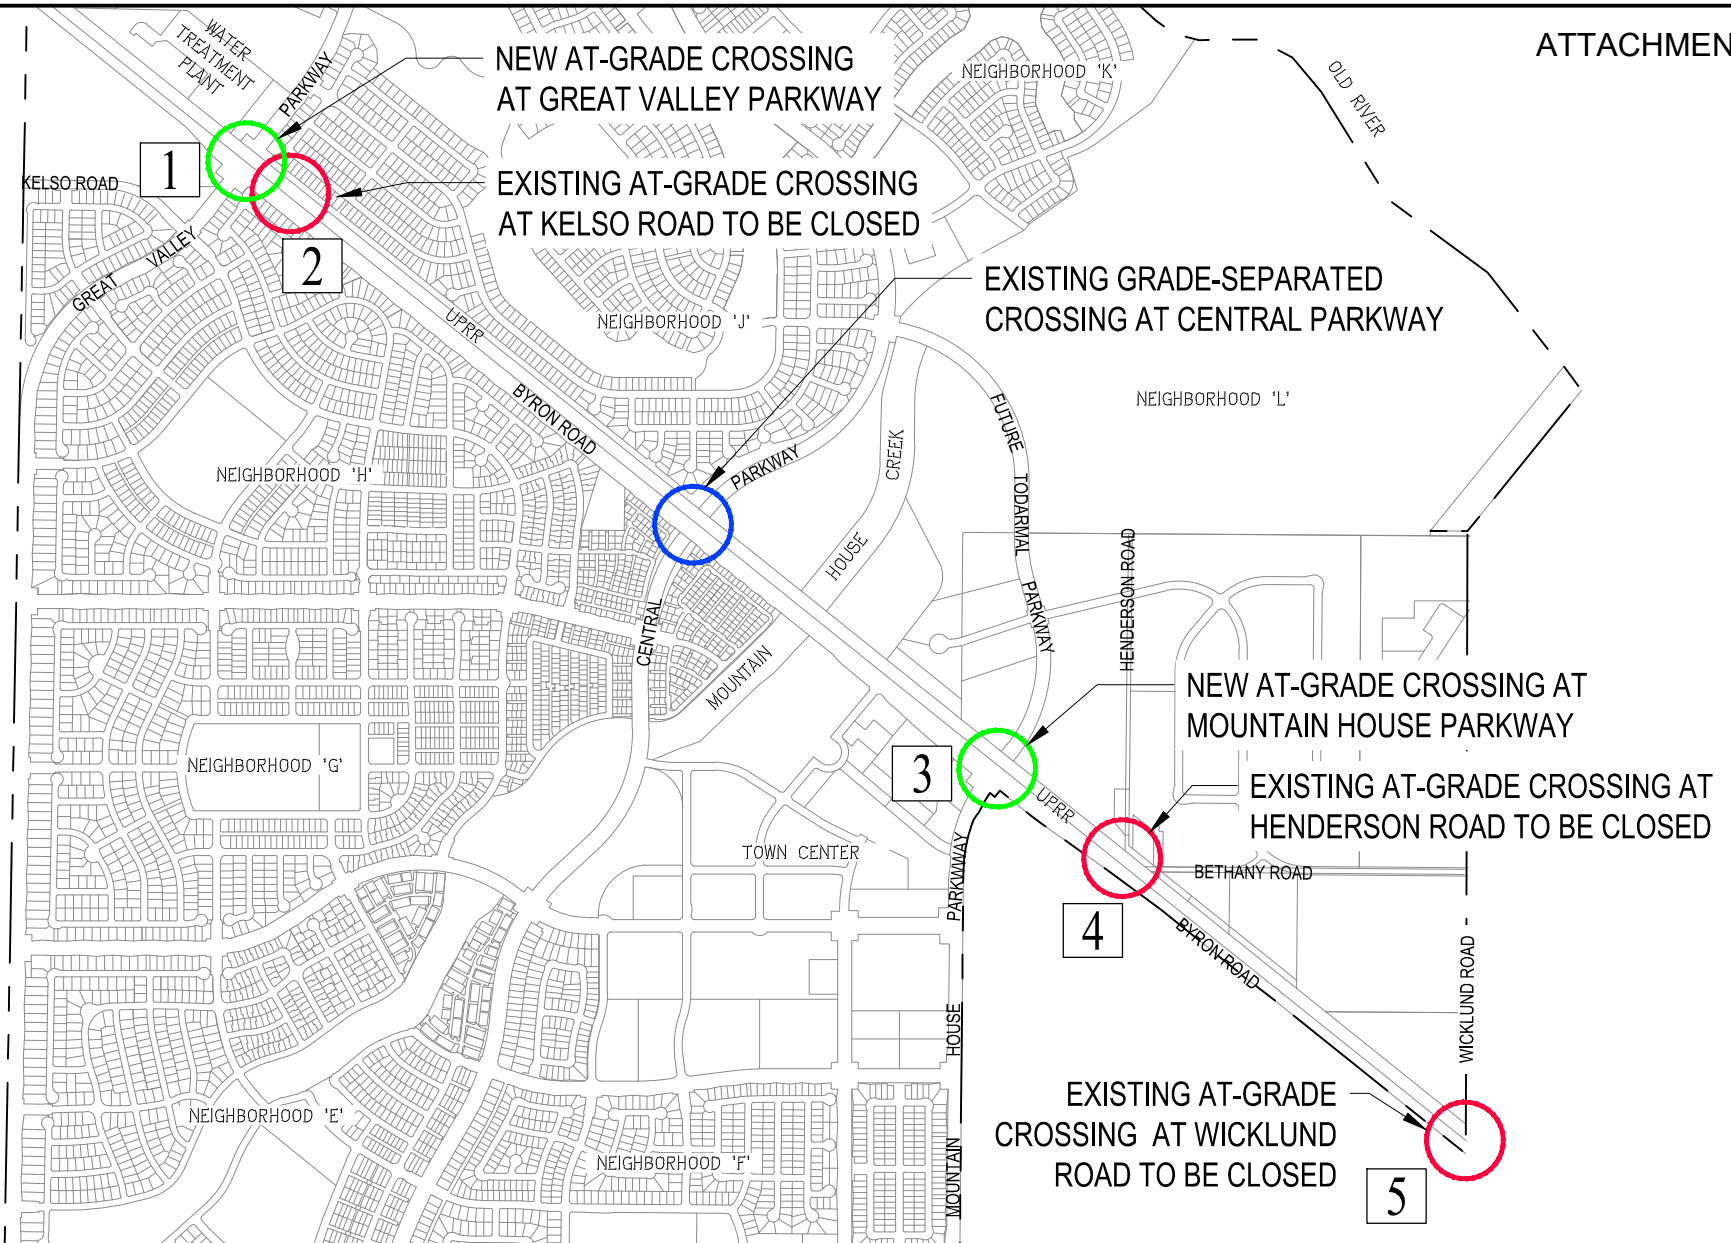 ATTACHMEN
WATER
TREATMENT
PLANT
PARKWAY
NEW AT-GRADE CROSSING
AT GREAT VALLEY PARKWAY
NEIGHBORHOOD 'K'
OLD RIVER
1
KELSO ROAD
EXISTING AT-GRADE CROSSING
AT KELSO ROAD TO BE CLOSED
2
GREAT VALLEY
UPRR
NEIGHBORHOOD 'J'
EXISTING GRADE-SEPARATED
CROSSING AT CENTRAL PARKWAY
BYRON ROAD
NEIGHBORHOOD 'L'
NEIGHBORHOOD 'H'
PARKWAY
CENTRAL
MOUNTAIN HOUSE CREEK
FUTURE TODARMAL PARKWAY
HENDERSON ROAD
NEW AT-GRADE CROSSING AT
MOUNTAIN HOUSE PARKWAY
3
NEIGHBORHOOD 'G'
UPRR
EXISTING AT-GRADE CROSSING AT
HENDERSON ROAD TO BE CLOSED
TOWN CENTER
BETHANY ROAD
4
BYRON ROAD
WICKLUND ROAD
MOUNTAIN HOUSE PARKWWAY
NEIGHBORHOOD 'E'
NEIGHBORHOOD 'F'
EXISTING AT-GRADE
CROSSING AT WICKLUND
ROAD TO BE CLOSED
5